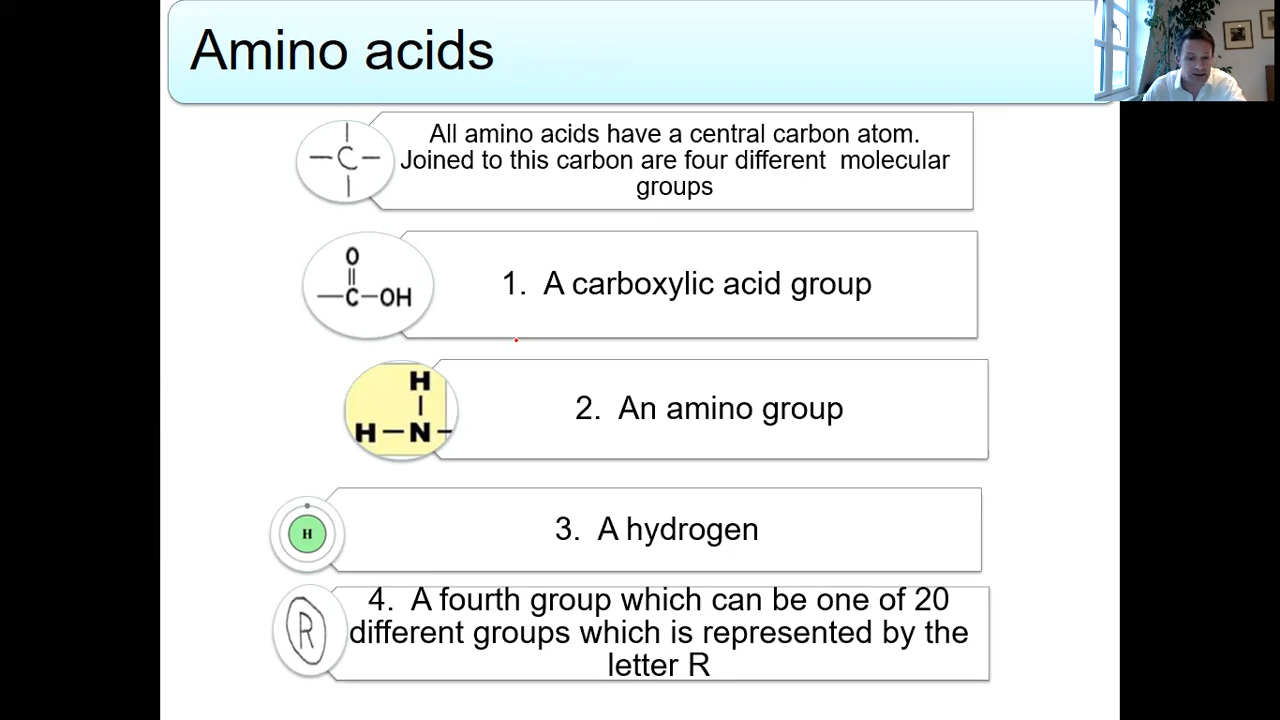 Amino acids
C
All amino acids have a central carbon atom.
Joined to this carbon are four different molecular
groups
O
C OH
1. A carboxylic acid group
H
H N
2. An amino group
H
3. A hydrogen
R
4. A fourth group which can be one of 20
different groups which is represented by the
letter R